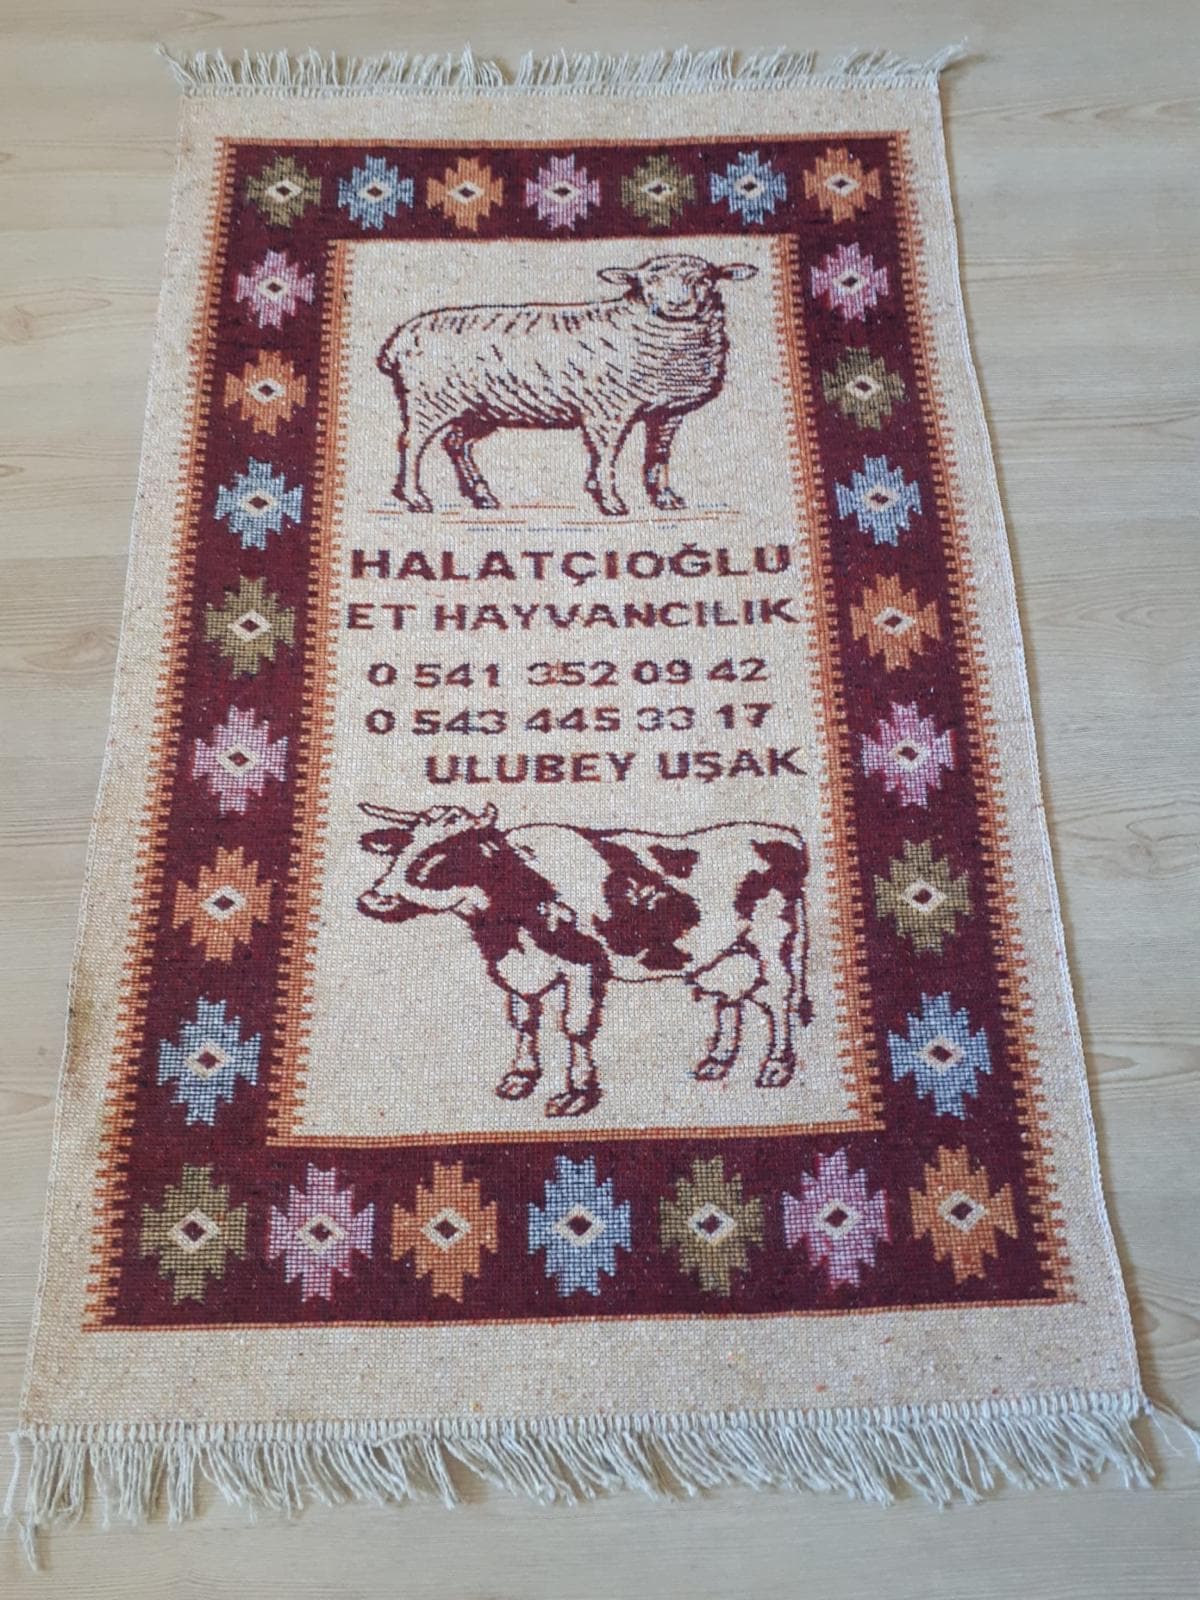 HALATÇIOĞLU
ET HAYVANCILIK
0 541 352 09 42
0 543 445 33 17
ULUBEY UŞAK